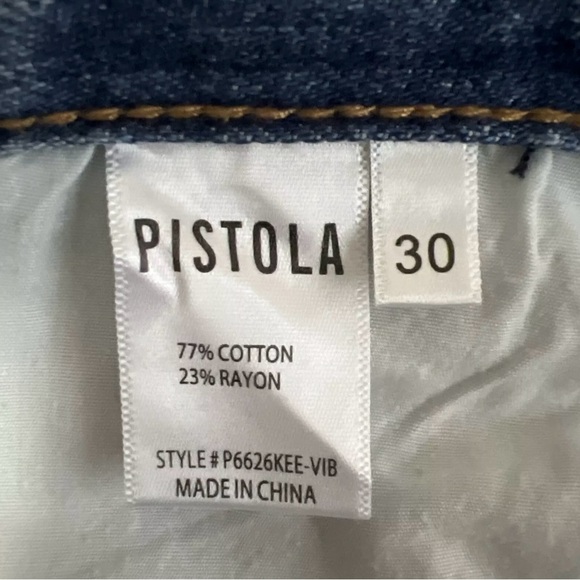 PISTOLA
30
77% COTTON
23% RAYON
STYLE # P6626KEE-VIB
MADE IN CHINA